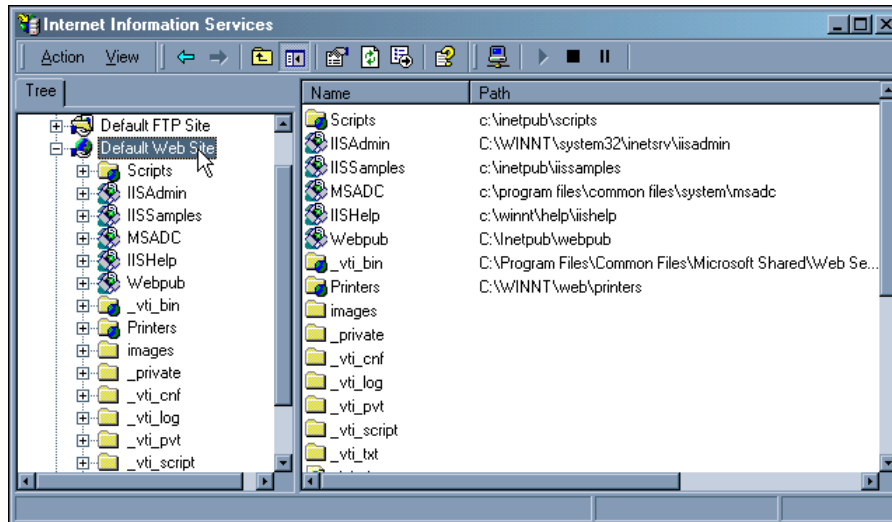 Internet Information Services
Action View
Tree
Default FTP Site
Default Web Site
Scripts
IISAdmin
IISSamples
MSADC
IISHelp
Webpub
_vti_bin
Printers
images
_private
_vti_cnf
_vti_log
_vti_pvt
_vti_script
Name Path
Scripts c:\inetpub\scripts
IISAdmin C:\WINNT\system32\inetsrv\iisadmin
IISSamples c:\inetpub\iissamples
MSADC c:\program files\common files\system\msadc
IISHelp c:\winnt\help\iishelp
Webpub C:\Inetpub\webpub
_vti_bin C:\Program Files\Common Files\Microsoft Shared\Web Se...
Printers C:\WINNT\web\printers
images
_private
_vti_cnf
_vti_log
_vti_pvt
_vti_script
_vti_txt